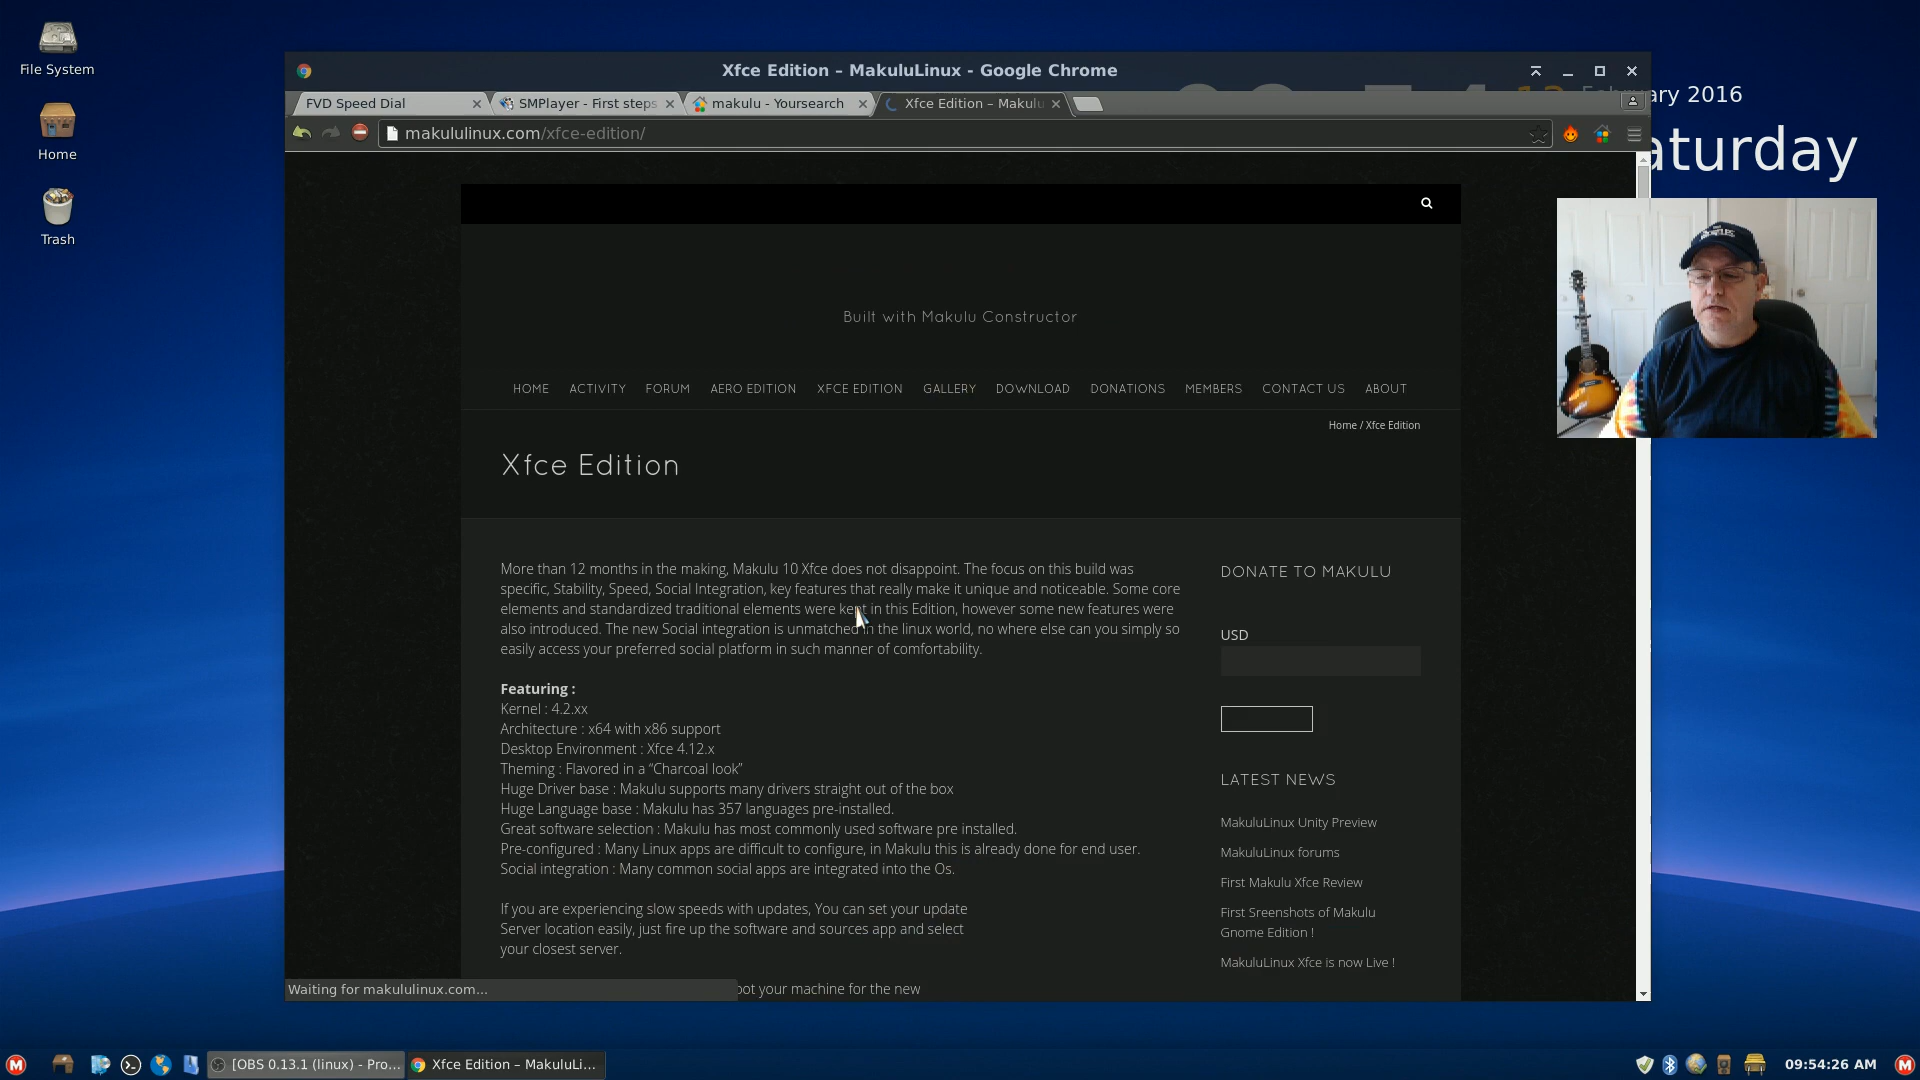 File System
Home
Trash
Xfce Edition – MakuluLinux - Google Chrome
FVD Speed Dial
SMPlayer - First steps
makulu - Yoursearch
Xfce Edition – Makulu
makululinux.com/xfce-edition/
2016
Built with Makulu Constructor
HOME ACTIVITY FORUM AERO EDITION XFCE EDITION GALLERY DOWNLOAD DONATIONS MEMBERS CONTACT US ABOUT
Home / Xfce Edition
Xfce Edition
More than 12 months in the making, Makulu 10 Xfce does not disappoint. The focus on this build was
specific, Stability, Speed, Social Integration, key features that really make it unique and noticeable. Some core
elements and standardized traditional elements were kept in this Edition, however some new features were
also introduced. The new Social integration is unmatched in the linux world, no where else can you simply so
easily access your preferred social platform in such manner of comfortability.
Featuring :
Kernel : 4.2.xx
Architecture : x64 with x86 support
Desktop Environment : Xfce 4.12.x
Theming : Flavored in a “Charcoal look”
Huge Driver base : Makulu supports many drivers straight out of the box
Huge Language base : Makulu has 357 languages pre-installed.
Great software selection : Makulu has most commonly used software pre installed.
Pre-configured : Many Linux apps are difficult to configure, in Makulu this is already done for end user.
Social integration : Many common social apps are integrated into the Os.
If you are experiencing slow speeds with updates, You can set your update
Server location easily, just fire up the software and sources app and select
your closest server.
your machine for the new
DONATE TO MAKULU
USD
LATEST NEWS
MakuluLinux Unity Preview
MakuluLinux forums
First Makulu Xfce Review
First Sreenshots of Makulu
Gnome Edition !
MakuluLinux Xfce is now Live !
Waiting for makululinux.com...
[OBS 0.13.1 (linux) - Pro...
Xfce Edition – MakuluLi...
09:54:26 AM